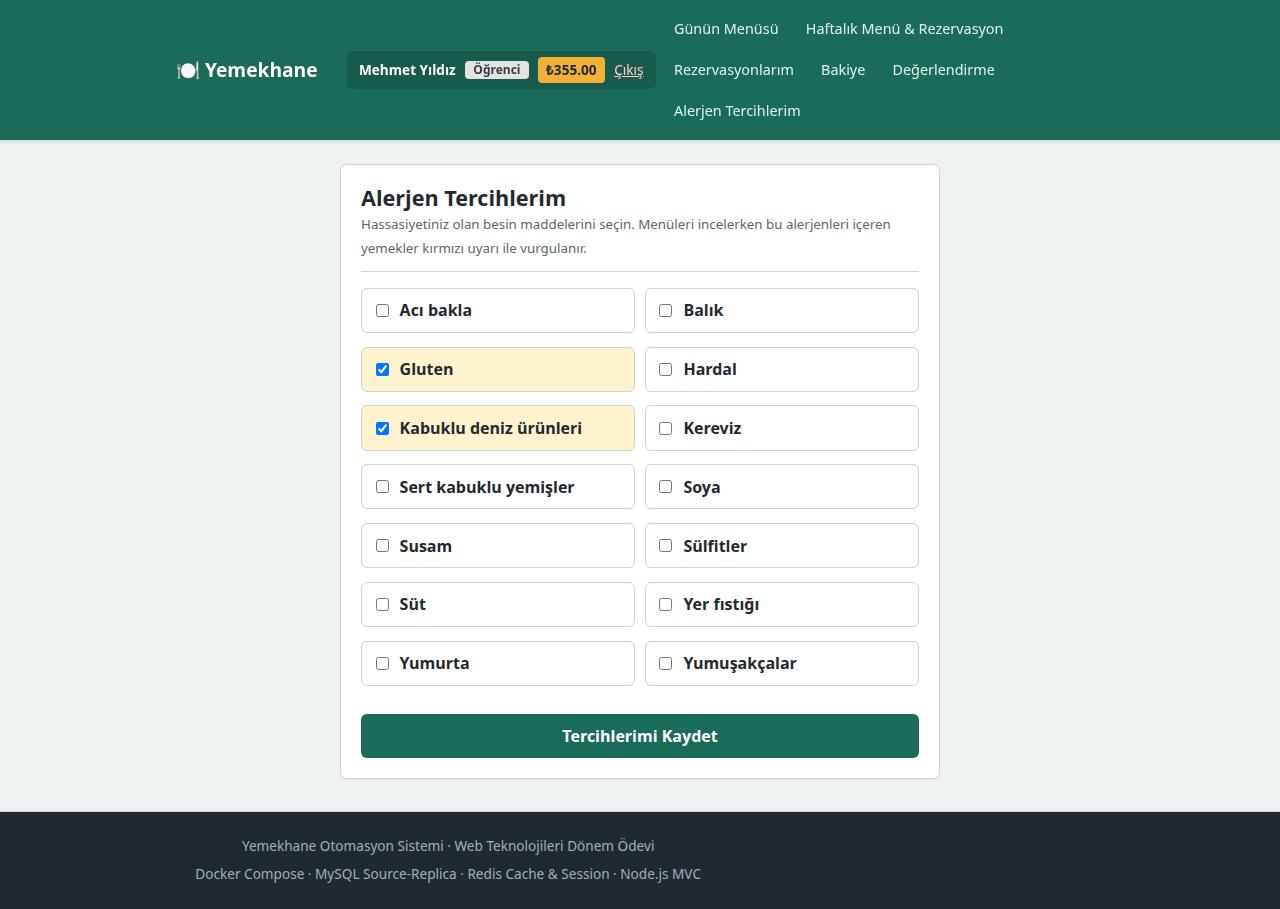 🍽️ Yemekhane
Mehmet Yıldız Öğrenci ₺355.00 Çıkış
Günün Menüsü Haftalık Menü & Rezervasyon
Rezervasyonlarım Bakiye Değerlendirme
Alerjen Tercihlerim
Alerjen Tercihlerim
Hassasiyetiniz olan besin maddelerini seçin. Menüleri incelerken bu alerjenleri içeren
yemekler kırmızı uyarı ile vurgulanır.
Acı bakla
Balık
Gluten
Hardal
Kabuklu deniz ürünleri
Kereviz
Sert kabuklu yemişler
Soya
Susam
Sülfitler
Süt
Yer fıstığı
Yumurta
Yumuşakçalar
Tercihlerimi Kaydet
Yemekhane Otomasyon Sistemi · Web Teknolojileri Dönem Ödevi
Docker Compose · MySQL Source-Replica · Redis Cache & Session · Node.js MVC